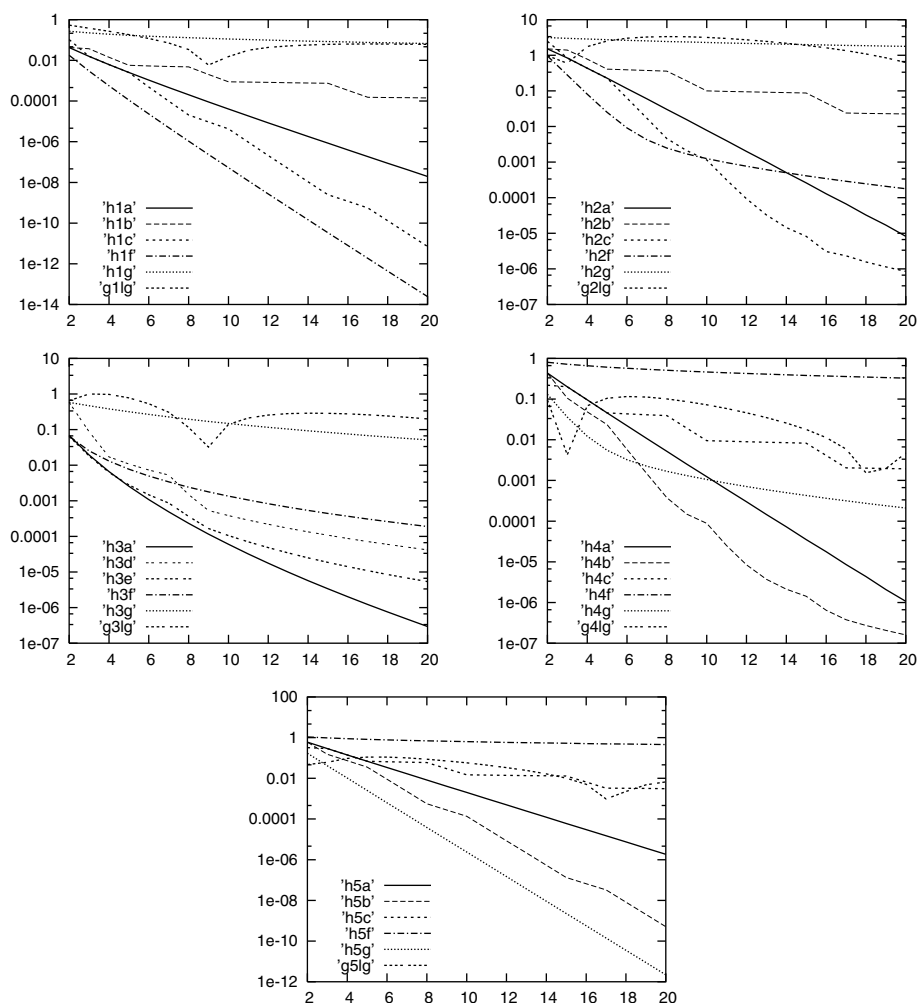 1
0.01
0.0001
1e-06
1e-08
1e-10
1e-12
1e-14
2 4 6 8 10 12 14 16 18 20
'h1a'
'h1b'
'h1c'
'h1f'
'h1g'
'g1lg'
10
1
0.1
0.01
0.001
0.0001
1e-05
1e-06
1e-07
2 4 6 8 10 12 14 16 18 20
'h2a'
'h2b'
'h2c'
'h2f'
'h2g'
'g2lg'
10
1
0.1
0.01
0.001
0.0001
1e-05
1e-06
1e-07
2 4 6 8 10 12 14 16 18 20
'h3a'
'h3d'
'h3e'
'h3f'
'h3g'
'g3lg'
1
0.1
0.01
0.001
0.0001
1e-05
1e-06
1e-07
2 4 6 8 10 12 14 16 18 20
'h4a'
'h4b'
'h4c'
'h4f'
'h4g'
'g4lg'
100
1
0.01
0.0001
1e-06
1e-08
1e-10
1e-12
2 4 6 8 10 12 14 16 18 20
'h5a'
'h5b'
'h5c'
'h5f'
'h5g'
'g5lg'